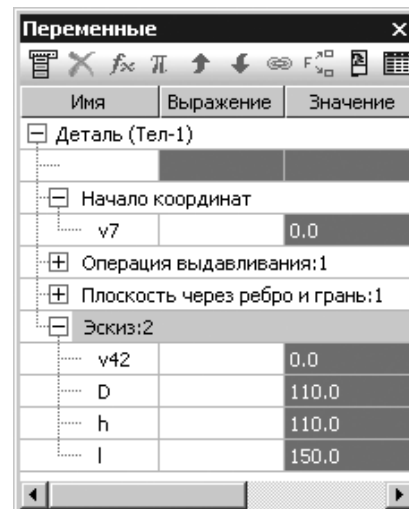 Переменные
Имя Выражение Значение
Деталь (Тел-1)
Начало координат
v7 0.0
Операция выдавливания:1
Плоскость через ребро и грань:1
Эскиз:2
v42 0.0
D 110.0
h 110.0
l 150.0